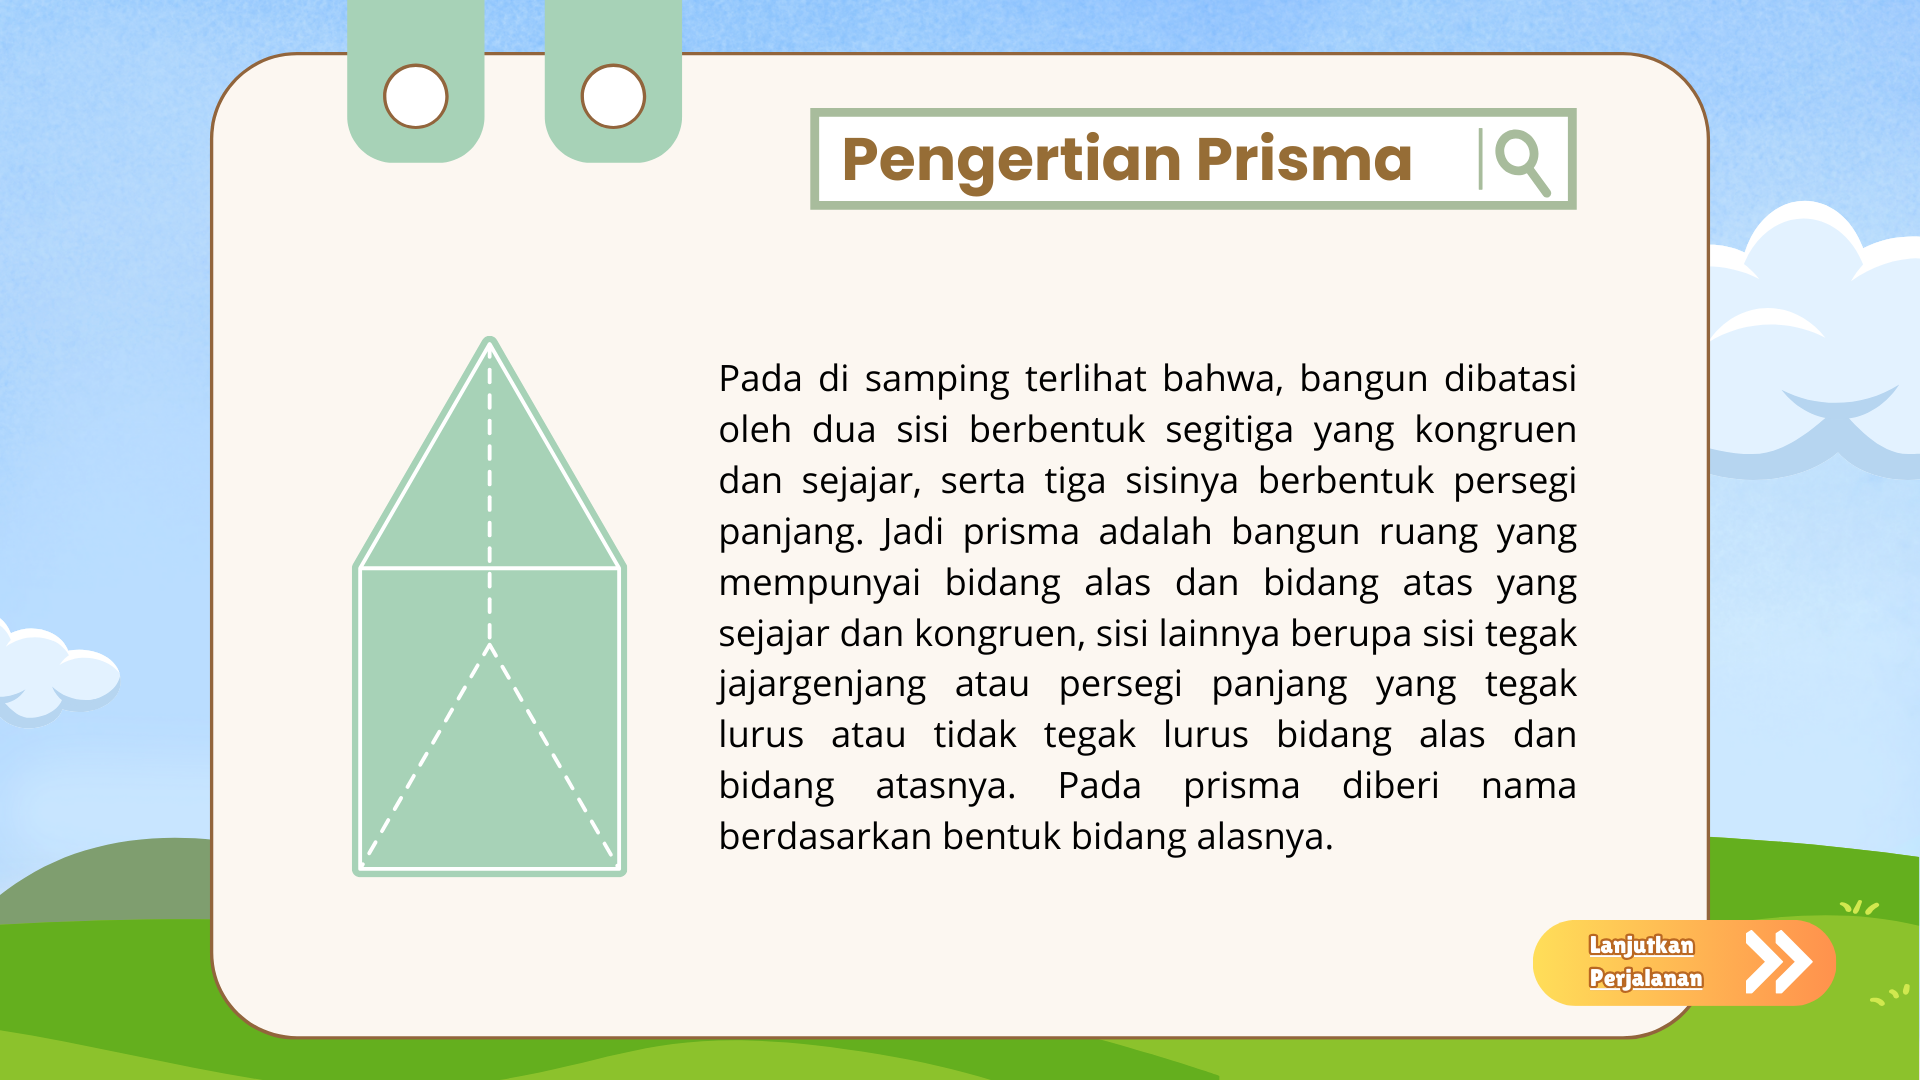 Pengertian Prisma
Pada di samping terlihat bahwa, bangun dibatasi
oleh dua sisi berbentuk segitiga yang kongruen
dan sejajar, serta tiga sisinya berbentuk persegi
panjang. Jadi prisma adalah bangun ruang yang
mempunyai bidang alas dan bidang atas yang
sejajar dan kongruen, sisi lainnya berupa sisi tegak
jajargenjang atau persegi panjang yang tegak
lurus atau tidak tegak lurus bidang alas dan
bidang atasnya. Pada prisma diberi nama
berdasarkan bentuk bidang alasnya.
Lanjutkan
Perjalanan